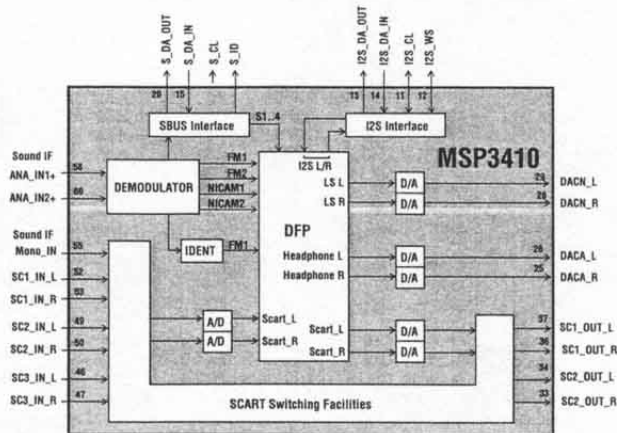 S_DA_OUT
S_DA_IN
S_CL
S_ID
I2S_DA_OUT
I2S_DA_IN
I2S_CL
I2S_WS
28
15
13
14
11
12
SBUS Interface
S1...4
I2S Interface
MSP3410
I2S L/R
Sound IF
ANA_IN1+
58
ANA_IN2+
60
DEMODULATOR
FM1
FM2
NICAM1
NICAM2
IDENT
FM1
DFP
LS L
D/A
29
DACN_L
LS R
D/A
28
DACN_R
Sound IF
Mono_IN
55
SC1_IN_L
52
SC1_IN_R
53
SC2_IN_L
49
SC2_IN_R
50
SC3_IN_L
46
SC3_IN_R
47
Headphone L
D/A
26
DACA_L
Headphone R
D/A
25
DACA_R
A/D
Scart_L
A/D
Scart_R
Scart_L
D/A
Scart_R
D/A
37
SC1_OUT_L
36
SC1_OUT_R
34
SC2_OUT_L
33
SC2_OUT_R
SCART Switching Facilities